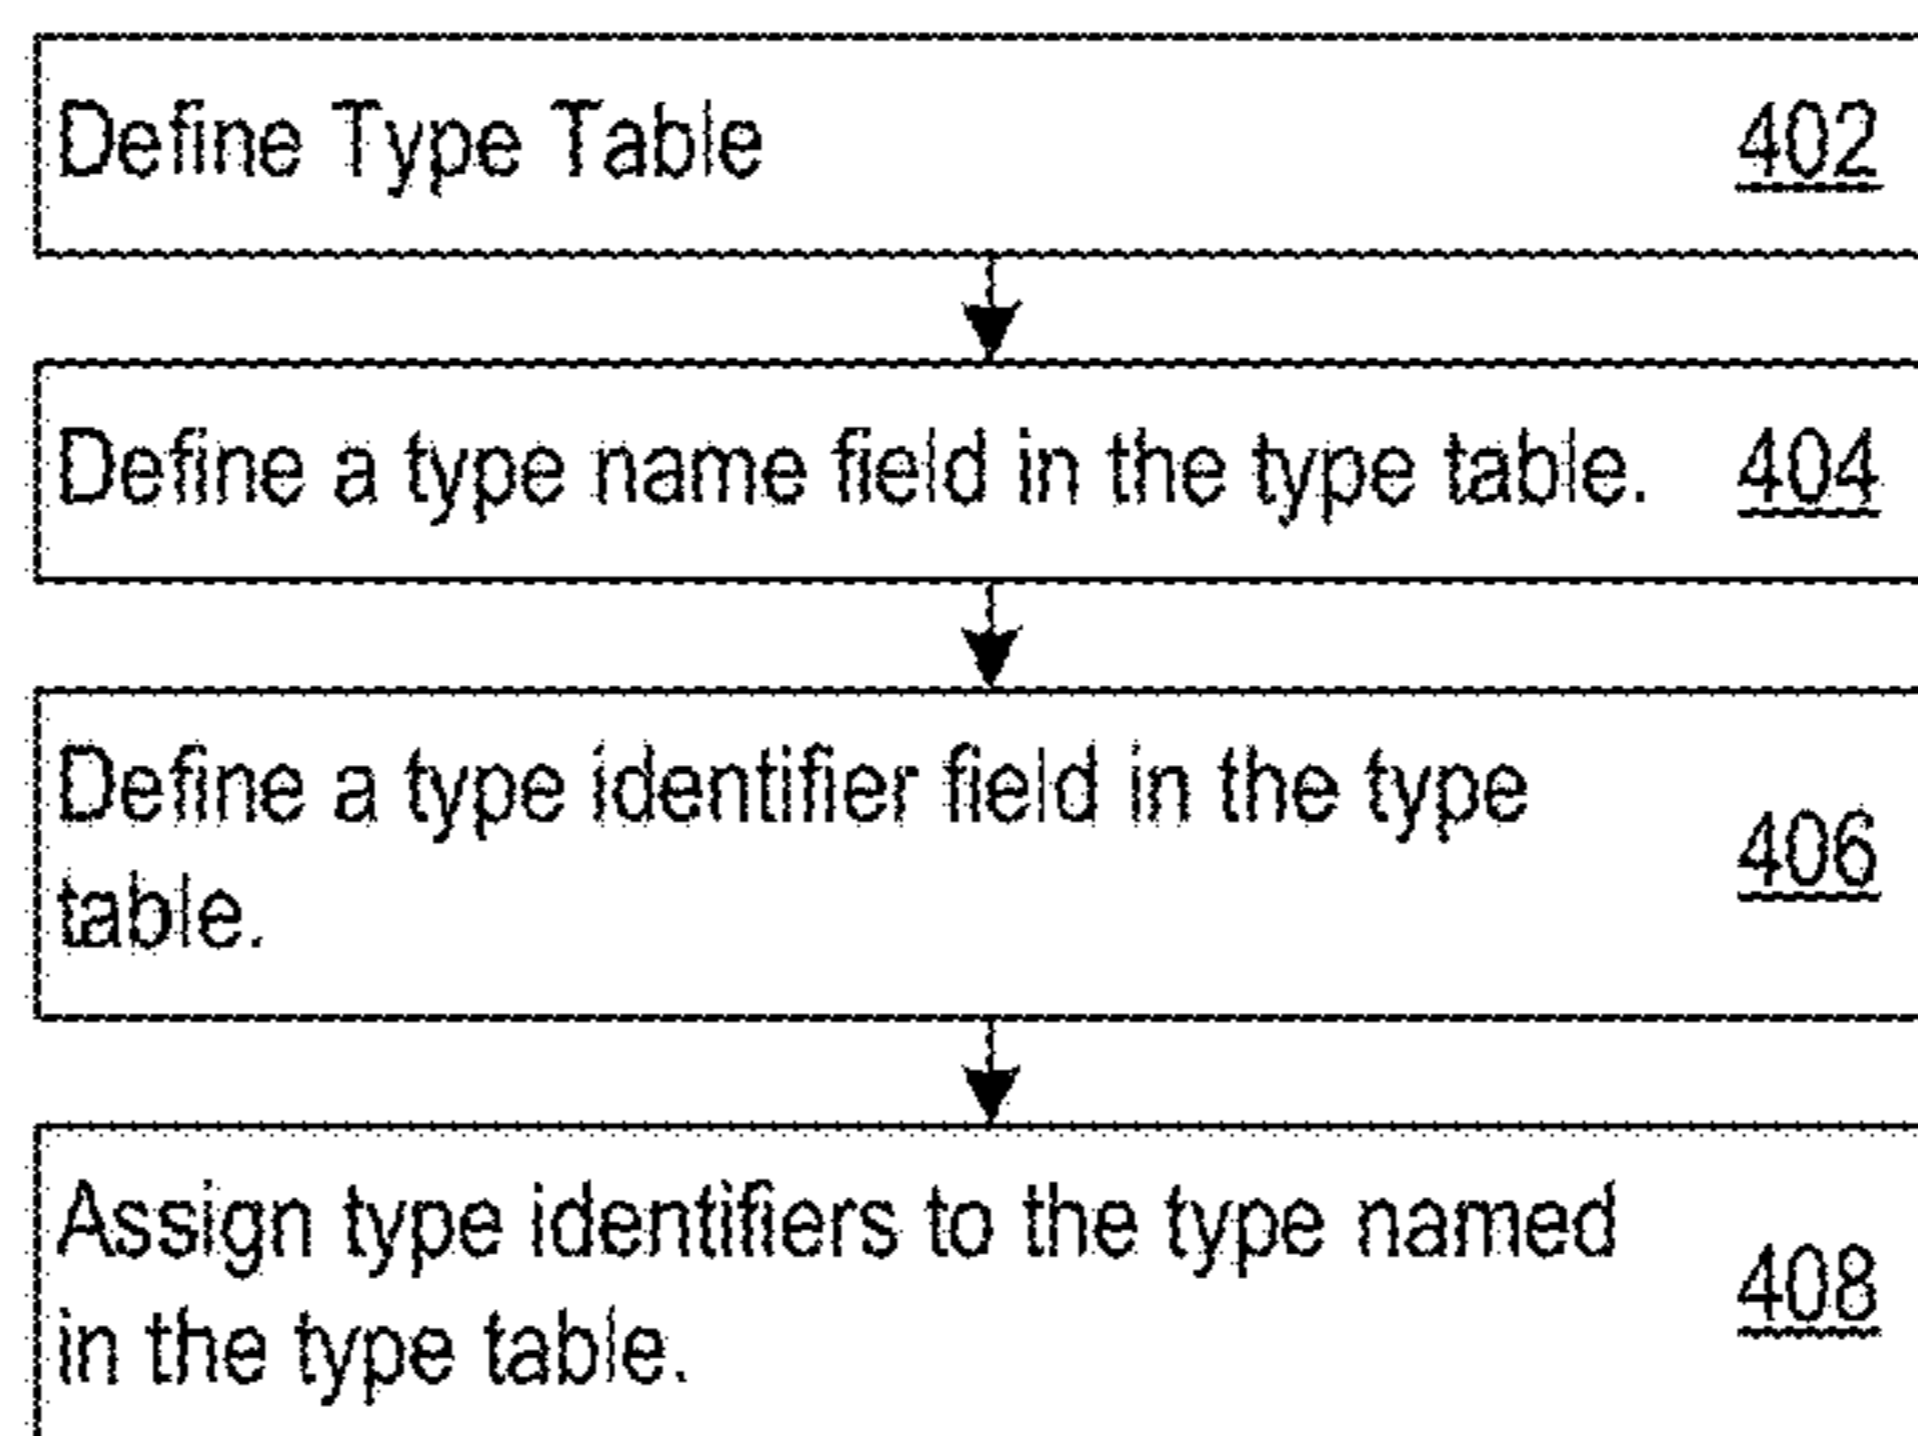 Define Type Table 402
Define a type name field in the type table. 404
Define a type identifier field in the type
table. 406
Assign type identifiers to the type named
in the type table. 408